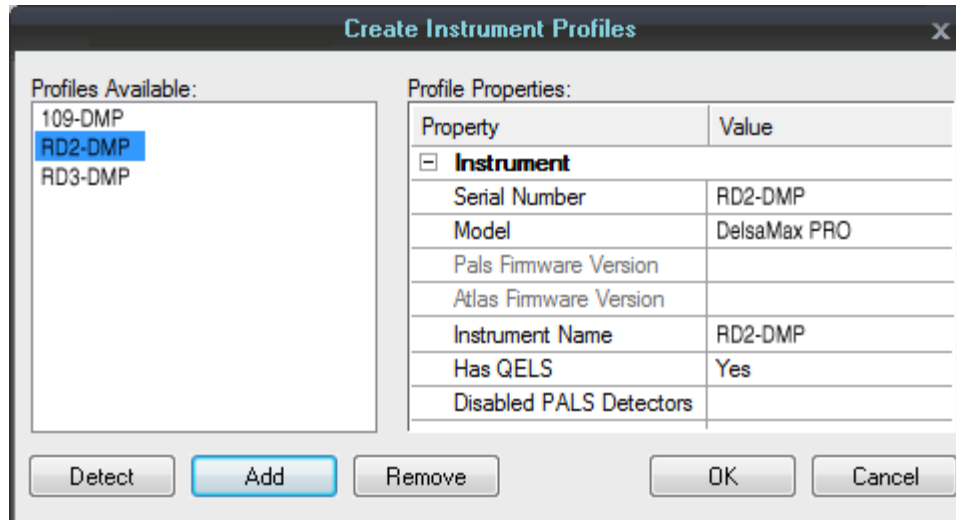 Create Instrument Profiles x
Profiles Available:
109-DMP
RD2-DMP
RD3-DMP
Profile Properties:
Property Value
Instrument
Serial Number RD2-DMP
Model DelsaMax PRO
Pals Firmware Version
Atlas Firmware Version
Instrument Name RD2-DMP
Has QELS Yes
Disabled PALS Detectors
Detect Add Remove OK Cancel